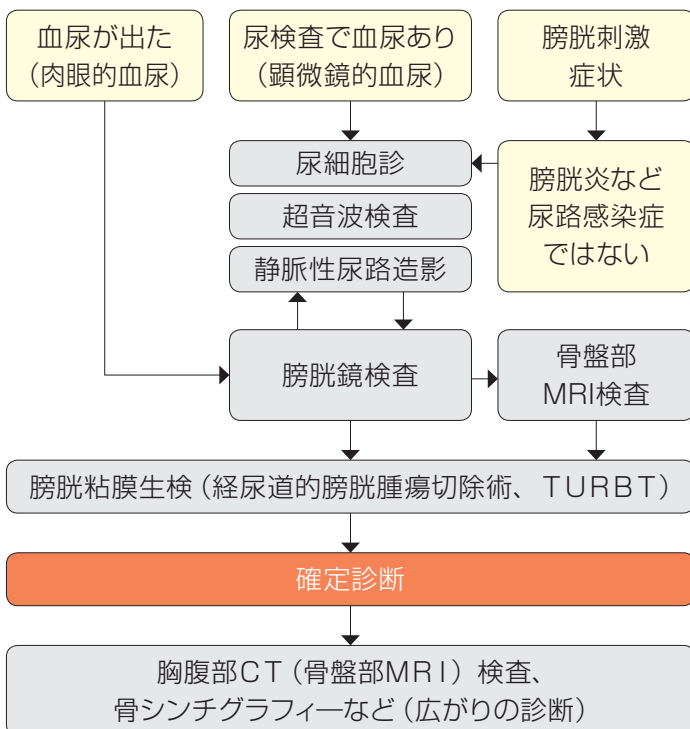 血尿が出た
（肉眼的血尿）
尿検査で血尿あり
（顕微鏡的血尿）
膀胱刺激
症状
尿細胞診
超音波検査
静脈性尿路造影
膀胱炎など
尿路感染症
ではない
膀胱鏡検査
骨盤部
MRI検査
膀胱粘膜生検（経尿道的膀胱腫瘍切除術、TURBT）
確定診断
胸腹部CT（骨盤部MRI）検査、
骨シンチグラフィーなど（広がりの診断）